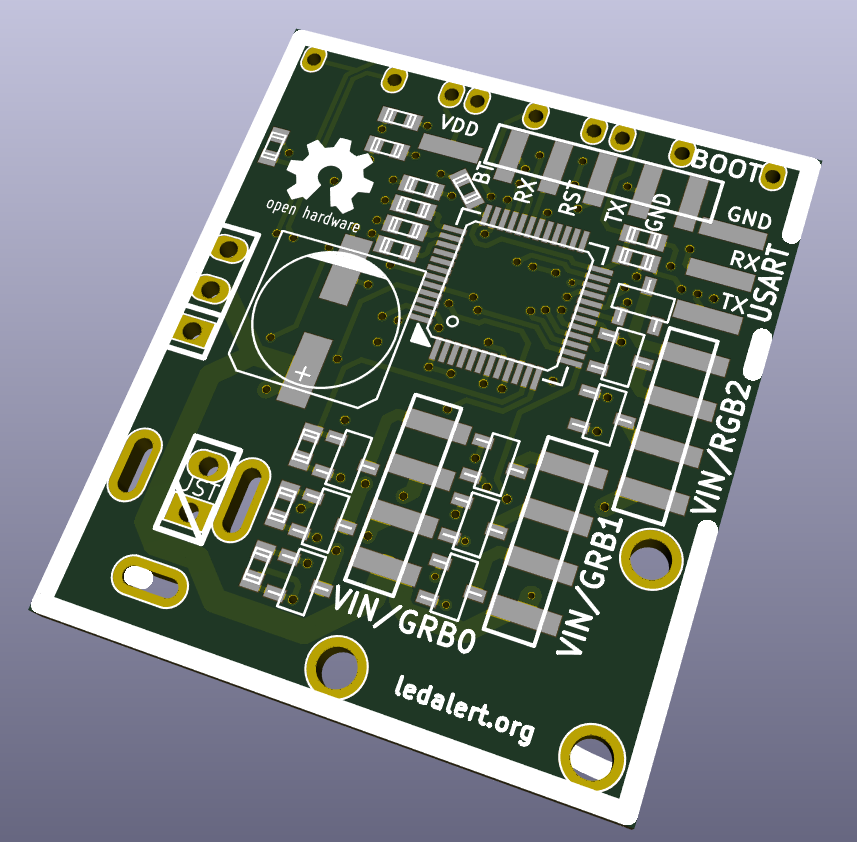 VDD
BOOT
BT
RX
RST
TX
GND
open hardware
GND
RX
TX
USART
+
JST
VIN/RGB2
VIN/GRB1
VIN/GRB0
ledalert.org